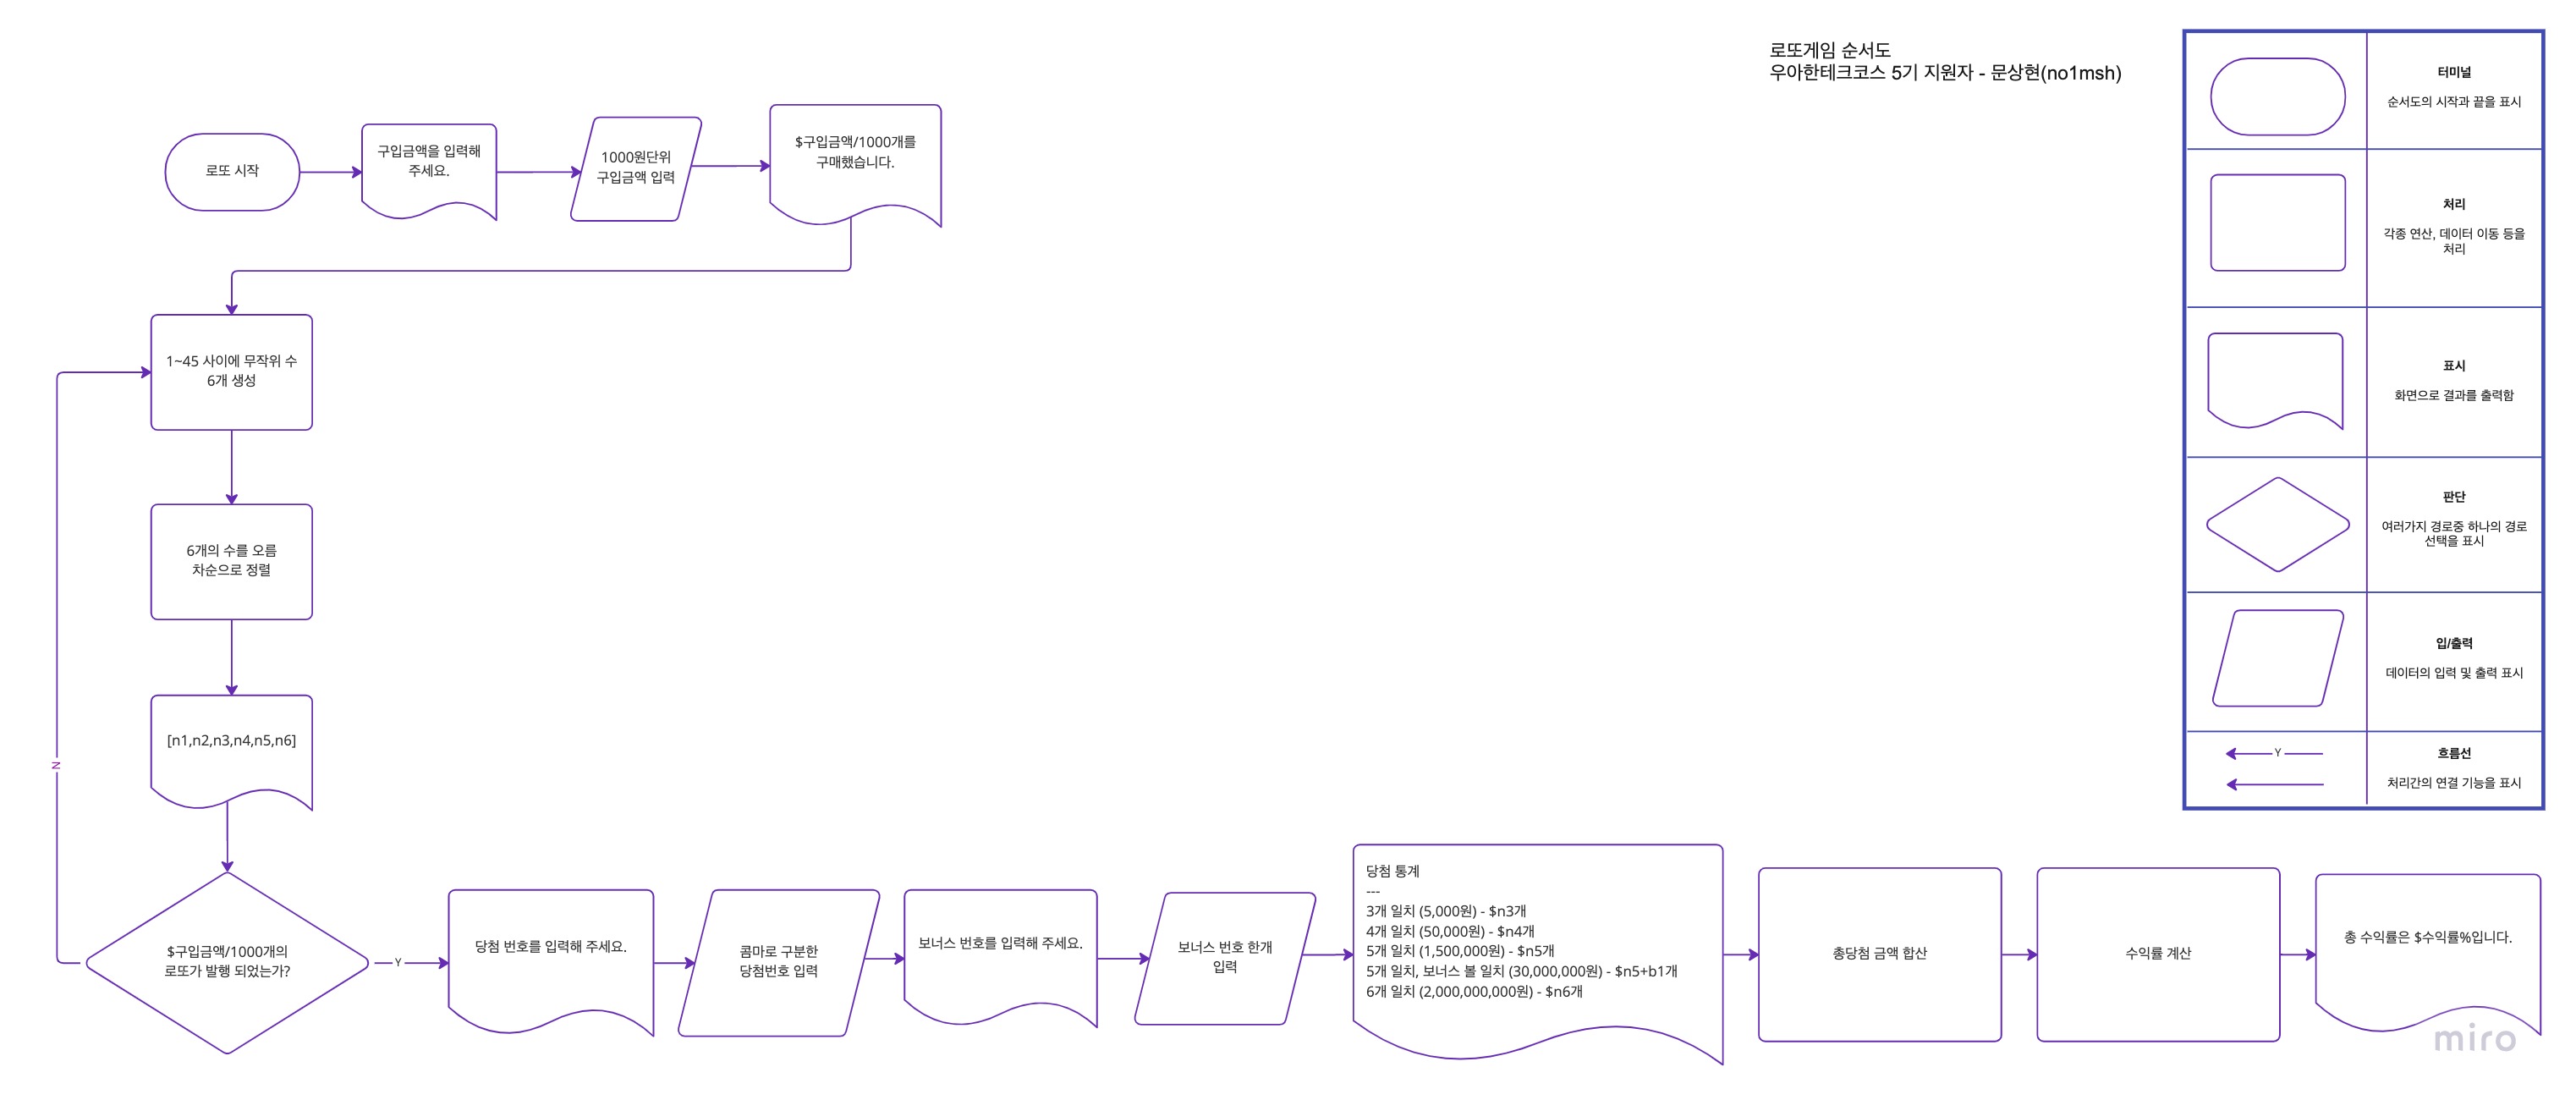 로또게임 순서도
우아한테크코스 5기 지원자 - 문상현(no1msh)
로또 시작
구입금액을 입력해
주세요.
1000원단위
구입금액 입력
$구입금액/1000개를
구매했습니다.
1~45 사이에 무작위 수
6개 생성
6개의 수를 오름
차순으로 정렬
[n1,n2,n3,n4,n5,n6]
N
$구입금액/1000개의
로또가 발행 되었는가?
Y
당첨 번호를 입력해 주세요.
콤마로 구분한
당첨번호 입력
보너스 번호를 입력해 주세요.
보너스 번호 한개
입력
당첨 통계
---
3개 일치 (5,000원) - $n3개
4개 일치 (50,000원) - $n4개
5개 일치 (1,500,000원) - $n5개
5개 일치, 보너스 볼 일치 (30,000,000원) - $n5+b1개
6개 일치 (2,000,000,000원) - $n6개
총당첨 금액 합산
수익률 계산
총 수익률은 $수익률%입니다.
터미널
순서도의 시작과 끝을 표시
처리
각종 연산, 데이터 이동 등을
처리
표시
화면으로 결과를 출력함
판단
여러가지 경로중 하나의 경로
선택을 표시
입/출력
데이터의 입력 및 출력 표시
Y
흐름선
처리간의 연결 기능을 표시
miro